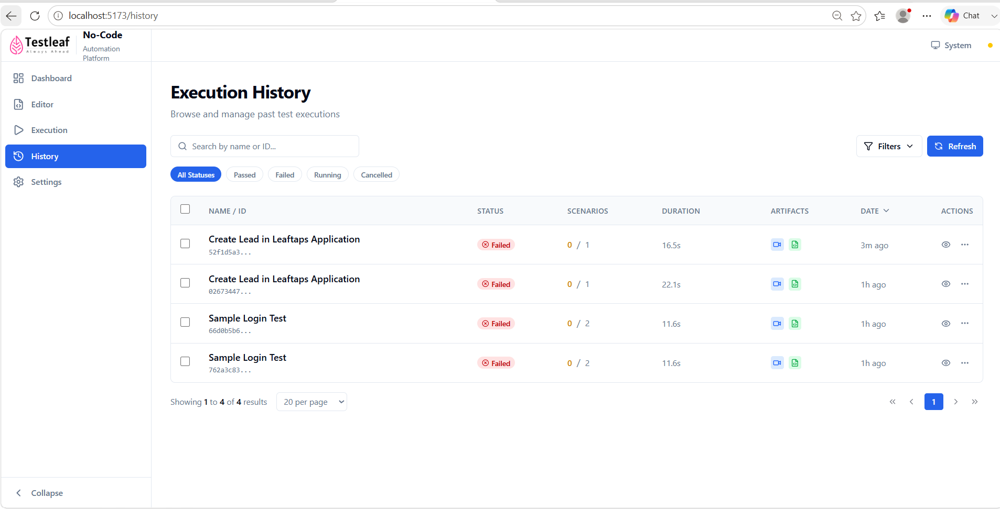 localhost:5173/history
Chat
Testleaf
Always Ahead
No-Code
Automation
Platform
System
Dashboard
Editor
Execution
History
Settings
Execution History
Browse and manage past test executions
Search by name or ID...
Filters
Refresh
All Statuses Passed Failed Running Cancelled
NAME / ID STATUS SCENARIOS DURATION ARTIFACTS DATE ACTIONS
Create Lead in Leaftaps Application
52f1d5a3...
Failed 0 / 1 16.5s 3m ago
Create Lead in Leaftaps Application
02673447...
Failed 0 / 1 22.1s 1h ago
Sample Login Test
66d0b5b6...
Failed 0 / 2 11.6s 1h ago
Sample Login Test
762a3c83...
Failed 0 / 2 11.6s 1h ago
Showing 1 to 4 of 4 results 20 per page 1
Collapse